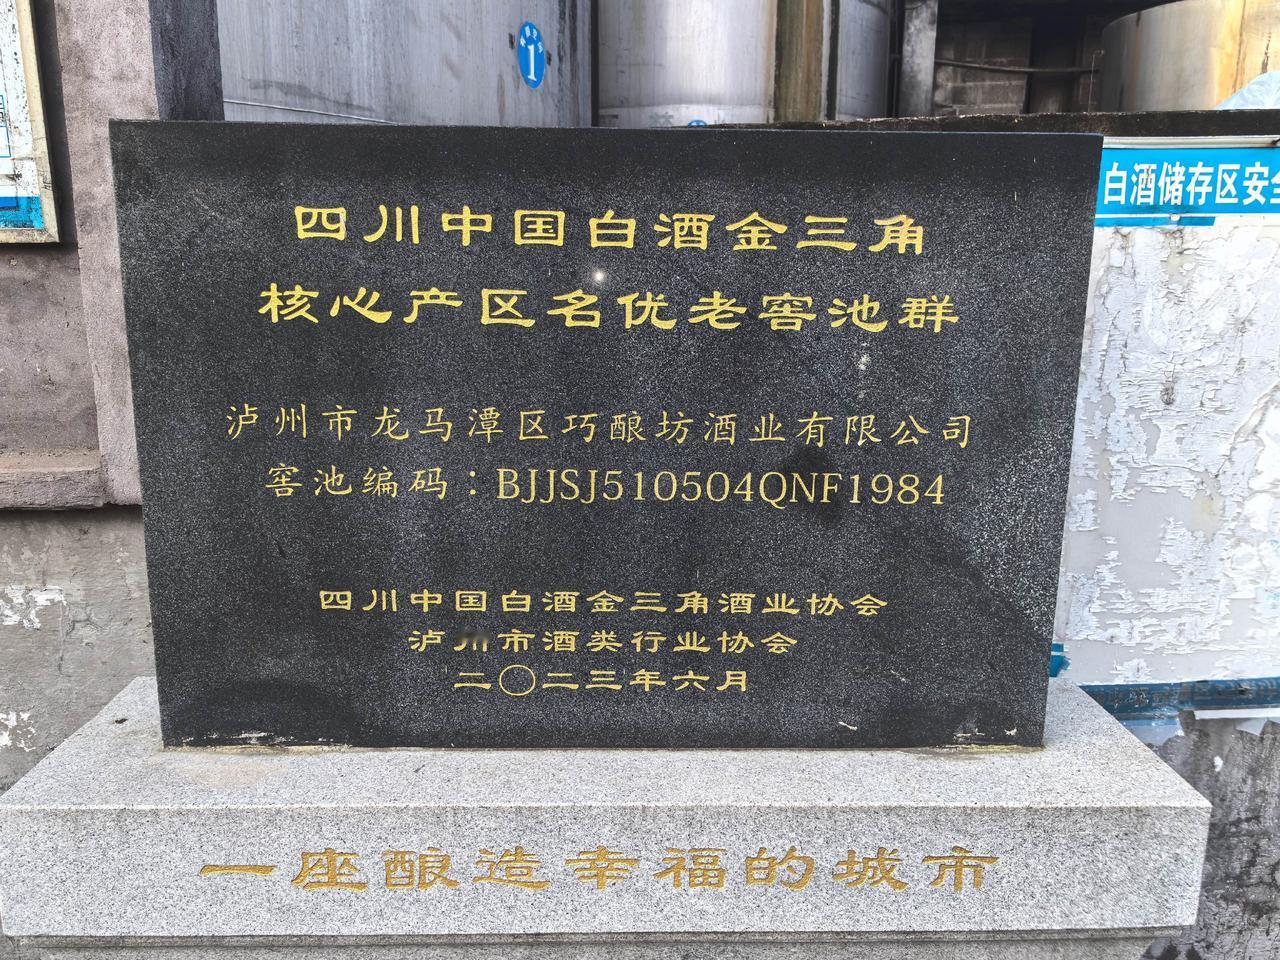 1
白酒储存区安全
四川中国白酒金三角
核心产区名优老窖池群
泸州市龙马潭区巧酿坊酒业有限公司
窖池编码：BJJSJ510504QNF1984
四川中国白酒金三角酒业协会
泸州市酒类行业协会
二〇二三年六月
一座酿造幸福的城市